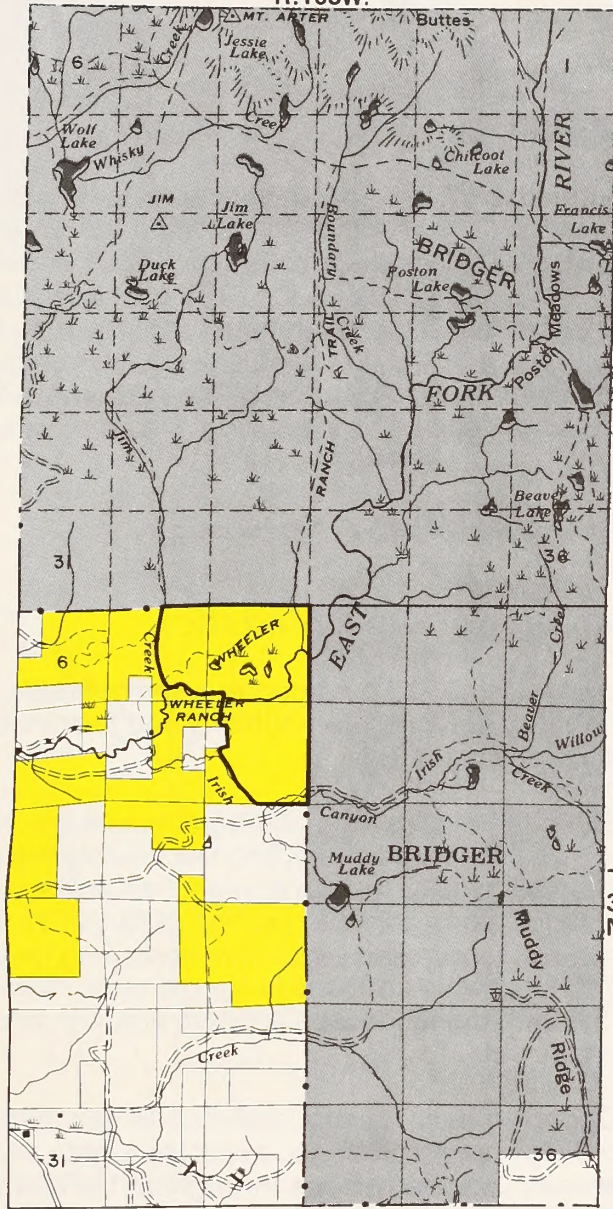 MT. ARTER
Buttes
6
Creek
Jessie
Lake
Wolf
Lake
Whisky
Creek
Chilcoot
Lake
RIVER
JIM
Jim
Lake
Boundary
Francis
Lake
BRIDGER
Duck
Lake
Poston
Lake
Meadows
TRAIL
Creek
Poston
FORK
Jim
RANCH
Beaver
Lake
31
36
EAST
WHEELER
6
Creek
Creek
Beaver
WHEELER
RANCH
Willow
Irish
Irish
Creek
Canyon
Muddy
Lake
BRIDGER
Muddy
Creek
Ridge
31
36